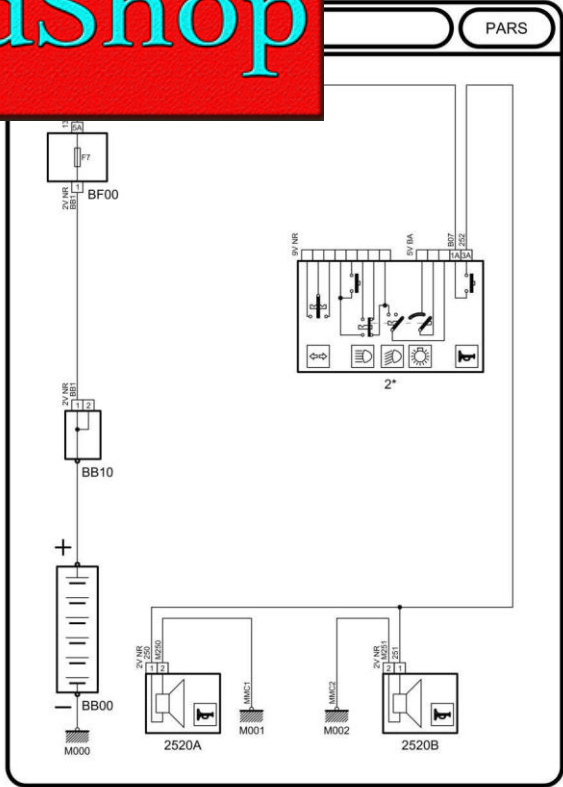 dShop
PARS
13
5A
F7
1
2V NR
BB1
BF00
9V NR
5V BA
B07
252
1A 3A
2*
2V NR
BB1
1 2
BB10
+
BB00
−
M000
2V NR
250
M250
1 2
2520A
MMC1
M001
MMC2
M002
2V NR
M251
251
2 1
2520B